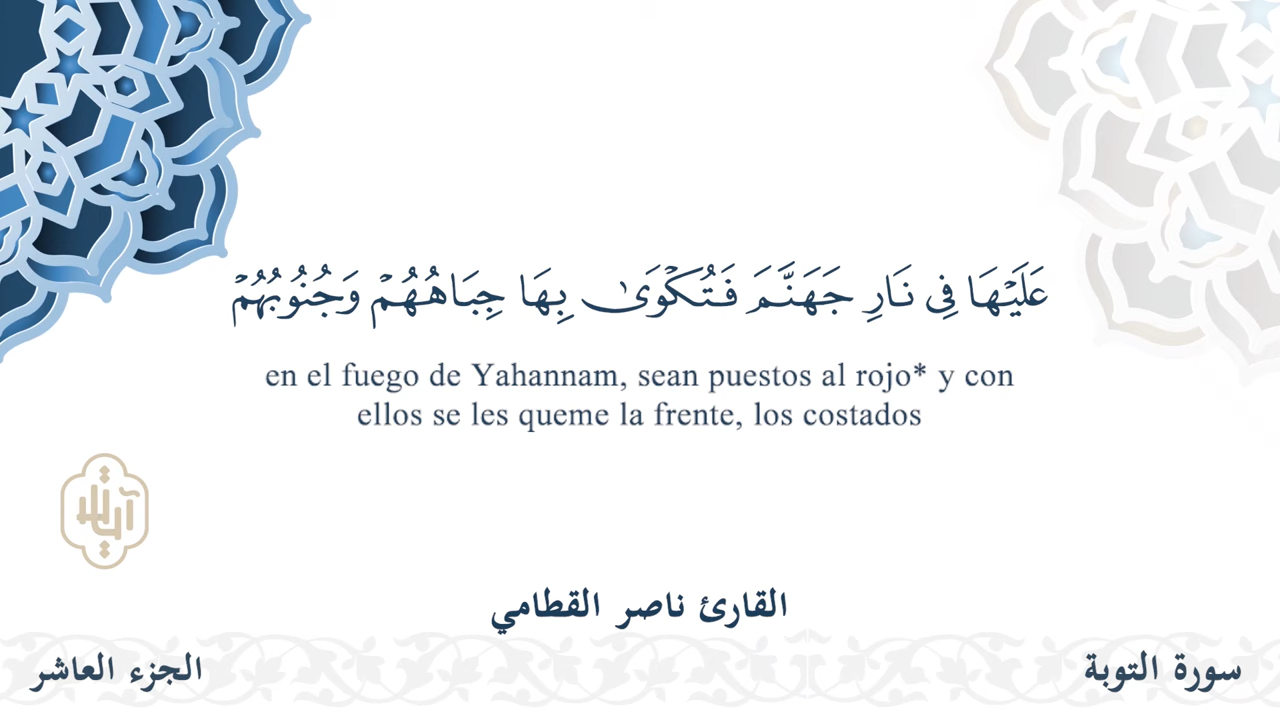 عَلَيْهَا فِى نَارِ جَهَنَّمَ فَتُكْوَىٰ بِهَا جِبَاهُهُمْ وَجُنُوبُهُمْ
en el fuego de Yahannam, sean puestos al rojo* y con
ellos se les queme la frente, los costados
القارئ ناصر القطامي
سورة التوبة
الجزء العاشر